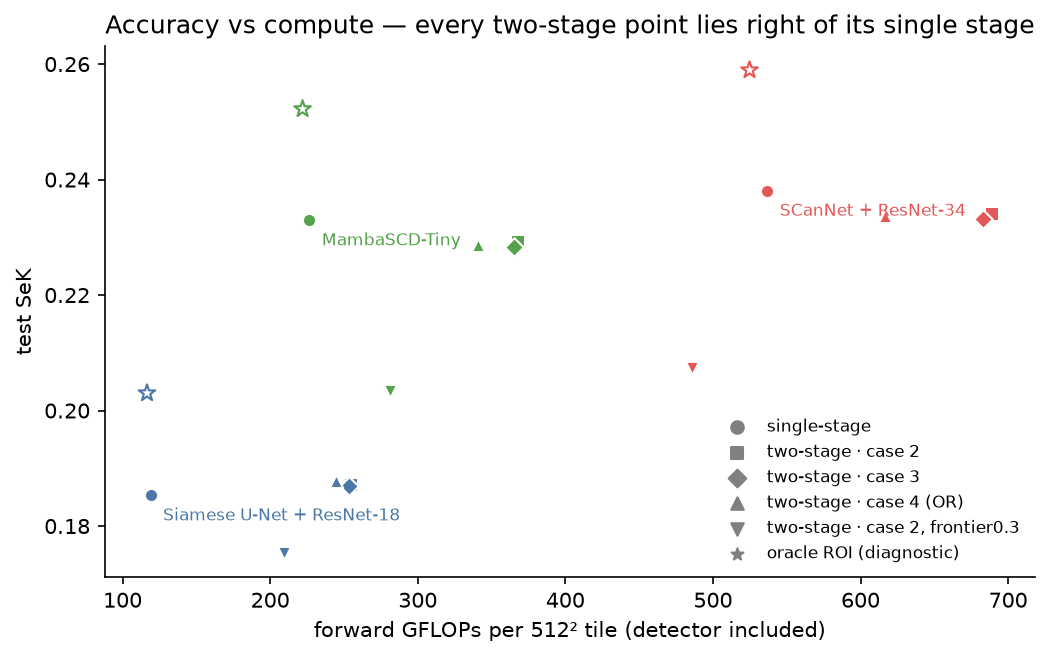 Accuracy vs compute — every two-stage point lies right of its single stage
0.26
0.24
0.22
0.20
0.18
test SeK
SCanNet + ResNet-34
MambaSCD-Tiny
Siamese U-Net + ResNet-18
single-stage
two-stage · case 2
two-stage · case 3
two-stage · case 4 (OR)
two-stage · case 2, frontier0.3
oracle ROI (diagnostic)
100 200 300 400 500 600 700
forward GFLOPs per 512² tile (detector included)